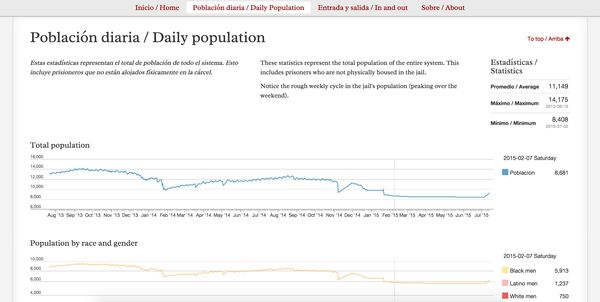 Inicio / Home
Población diaria / Daily Population
Entrada y salida / In and out
Sobre / About
Población diaria / Daily population
To top / Arriba
Estas estadísticas representan el total de población de todo el sistema. Esto
incluye prisioneros que no están alojados físicamente en la cárcel.
These statistics represent the total population of the entire system. This
includes prisoners who are not physically housed in the jail.
Notice the rough weekly cycle in the jail's population (peaking over the
weekend).
Estadísticas /
Statistics
Promedio / Average 11,149
Máximo / Maximum 14,175
2013-09-13
Mínimo / Minimum 8,408
2015-07-02
Total population
16,000
14,000
12,000
10,000
8,000
6,000
Aug '13 Sep '13 Oct '13 Nov '13 Dec '13 Jan '14 Feb '14 Mar '14 Apr '14 May '14 Jun '14 Jul '14 Aug '14 Sep '14 Oct '14 Nov '14 Dec '14 Jan '15 Feb '15 Mar '15 Apr '15 May '15 Jun '15 Jul '15
2015-02-07 Saturday
Poblacion 8,681
Population by race and gender
10,000
8,000
6,000
2015-02-07 Saturday
Black men 5,913
Latino men 1,237
White men 750